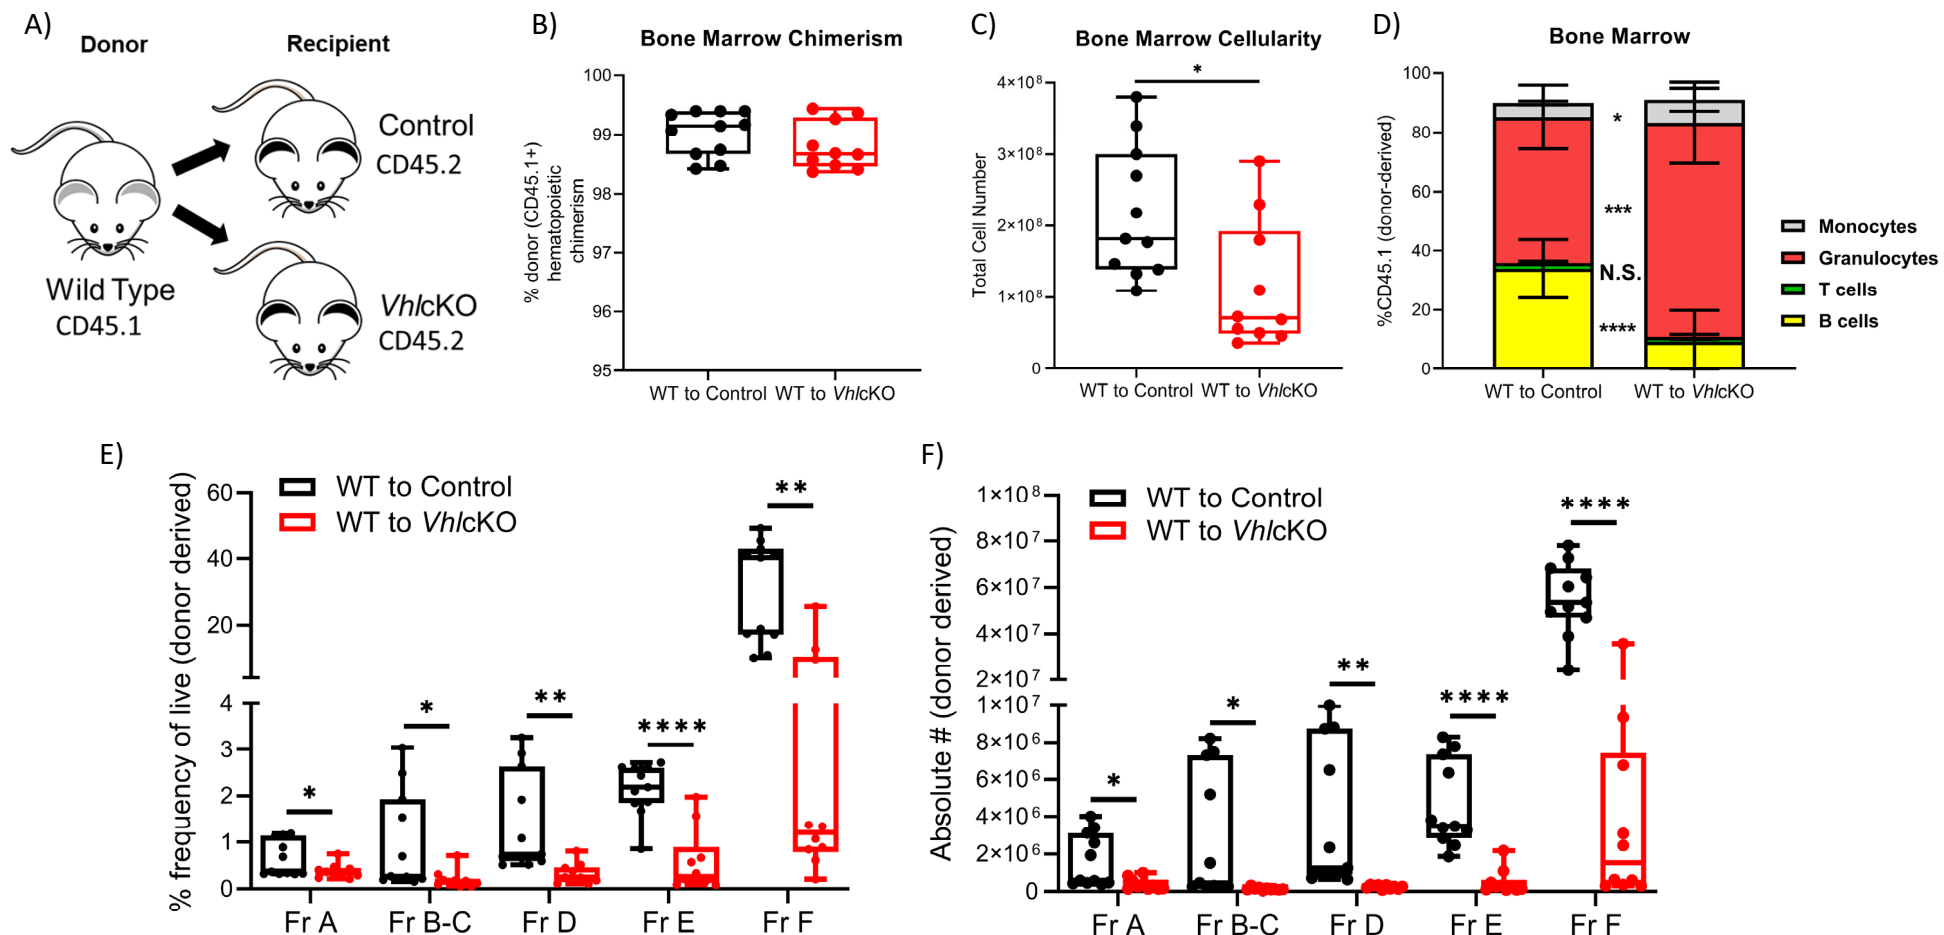 A)
Donor
Recipient
Control
CD45.2
Wild Type
CD45.1
VhlcKO
CD45.2
B)
Bone Marrow Chimerism
% donor (CD45.1+)
hematopoietic
chimerism
100
99
98
97
96
95
WT to Control
WT to VhlcKO
C)
Bone Marrow Cellularity
Total Cell Number
4×10⁸
3×10⁸
2×10⁸
1×10⁸
0
*
WT to Control
WT to VhlcKO
D)
Bone Marrow
%CD45.1 (donor-derived)
100
80
60
40
20
0
*
***
N.S.
****
WT to Control
WT to VhlcKO
Monocytes
Granulocytes
T cells
B cells
E)
% frequency of live (donor derived)
WT to Control
WT to VhlcKO
60
40
20
4
3
2
1
0
*
*
**
****
**
Fr A
Fr B-C
Fr D
Fr E
Fr F
F)
Absolute # (donor derived)
WT to Control
WT to VhlcKO
1×10⁸
8×10⁷
6×10⁷
4×10⁷
2×10⁷
1×10⁷
8×10⁶
6×10⁶
4×10⁶
2×10⁶
0
*
*
**
****
****
Fr A
Fr B-C
Fr D
Fr E
Fr F